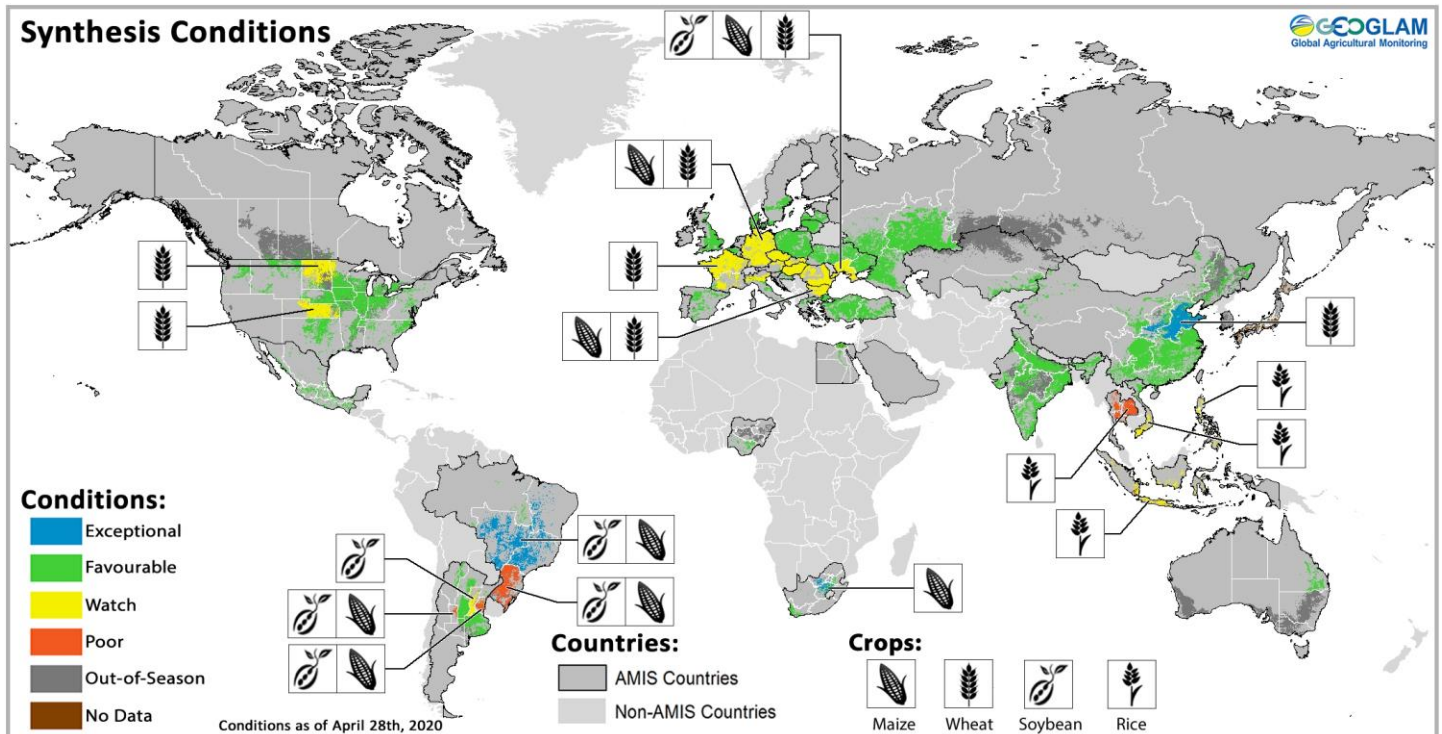 Synthesis Conditions
GEOGLAM
Global Agricultural Monitoring
Conditions:
Exceptional
Favourable
Watch
Poor
Out-of-Season
No Data
Conditions as of April 28th, 2020
Countries:
AMIS Countries
Non-AMIS Countries
Crops:
Maize
Wheat
Soybean
Rice